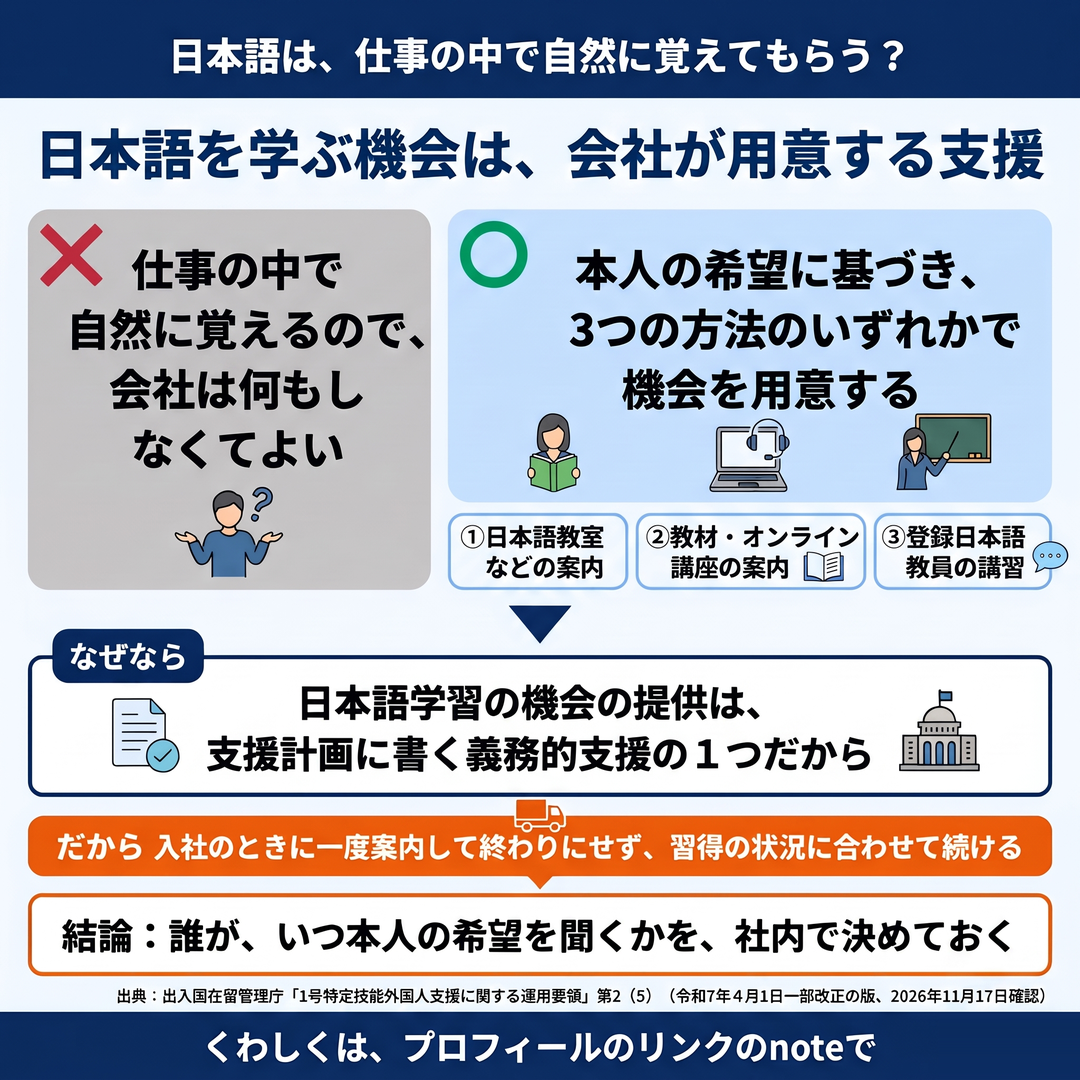 日本語は、仕事の中で自然に覚えてもらう？
日本語を学ぶ機会は、会社が用意する支援
仕事の中で
自然に覚えるので、
会社は何もし
なくてよい
?
本人の希望に基づき、
3つの方法のいずれかで
機会を用意する
①日本語教室
などの案内
②教材・オンライン
講座の案内
③登録日本語
教員の講習
なぜなら
日本語学習の機会の提供は、
支援計画に書く義務的支援の１つだから
だから 入社のときに一度案内して終わりにせず、習得の状況に合わせて続ける
結論：誰が、いつ本人の希望を聞くかを、社内で決めておく
出典：出入国在留管理庁「1号特定技能外国人支援に関する運用要領」第2（5）（令和7年４月1日一部改正の版、2026年11月17日確認）
くわしくは、プロフィールのリンクのnoteで